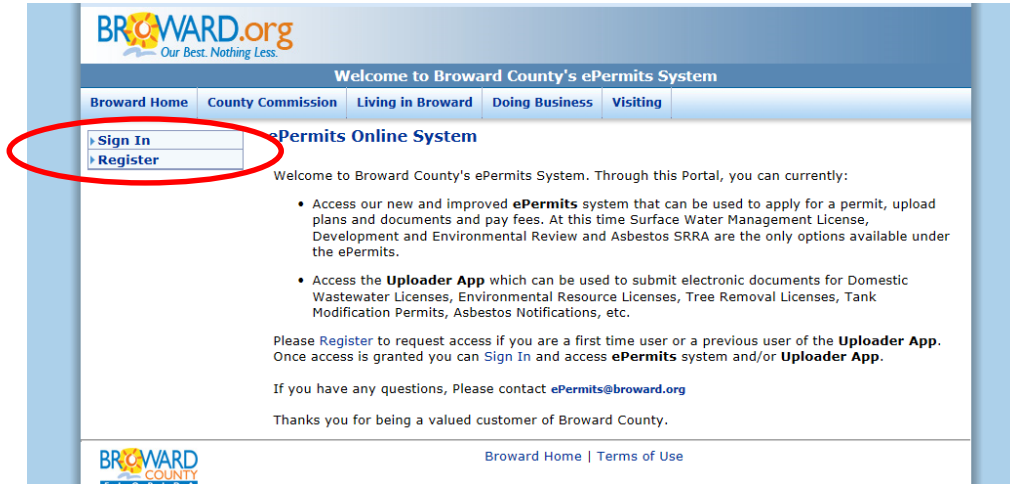 BROWARD.org
Our Best. Nothing Less.
Welcome to Broward County's ePermits System
Broward Home County Commission Living in Broward Doing Business Visiting
Sign In
Register
ePermits Online System
Welcome to Broward County's ePermits System. Through this Portal, you can currently:
• Access our new and improved ePermits system that can be used to apply for a permit, upload
plans and documents and pay fees. At this time Surface Water Management License,
Development and Environmental Review and Asbestos SRRA are the only options available under
the ePermits.
• Access the Uploader App which can be used to submit electronic documents for Domestic
Wastewater Licenses, Environmental Resource Licenses, Tree Removal Licenses, Tank
Modification Permits, Asbestos Notifications, etc.
Please Register to request access if you are a first time user or a previous user of the Uploader App.
Once access is granted you can Sign In and access ePermits system and/or Uploader App.
If you have any questions, Please contact ePermits@broward.org
Thanks you for being a valued customer of Broward County.
BROWARD
COUNTY
Broward Home | Terms of Use